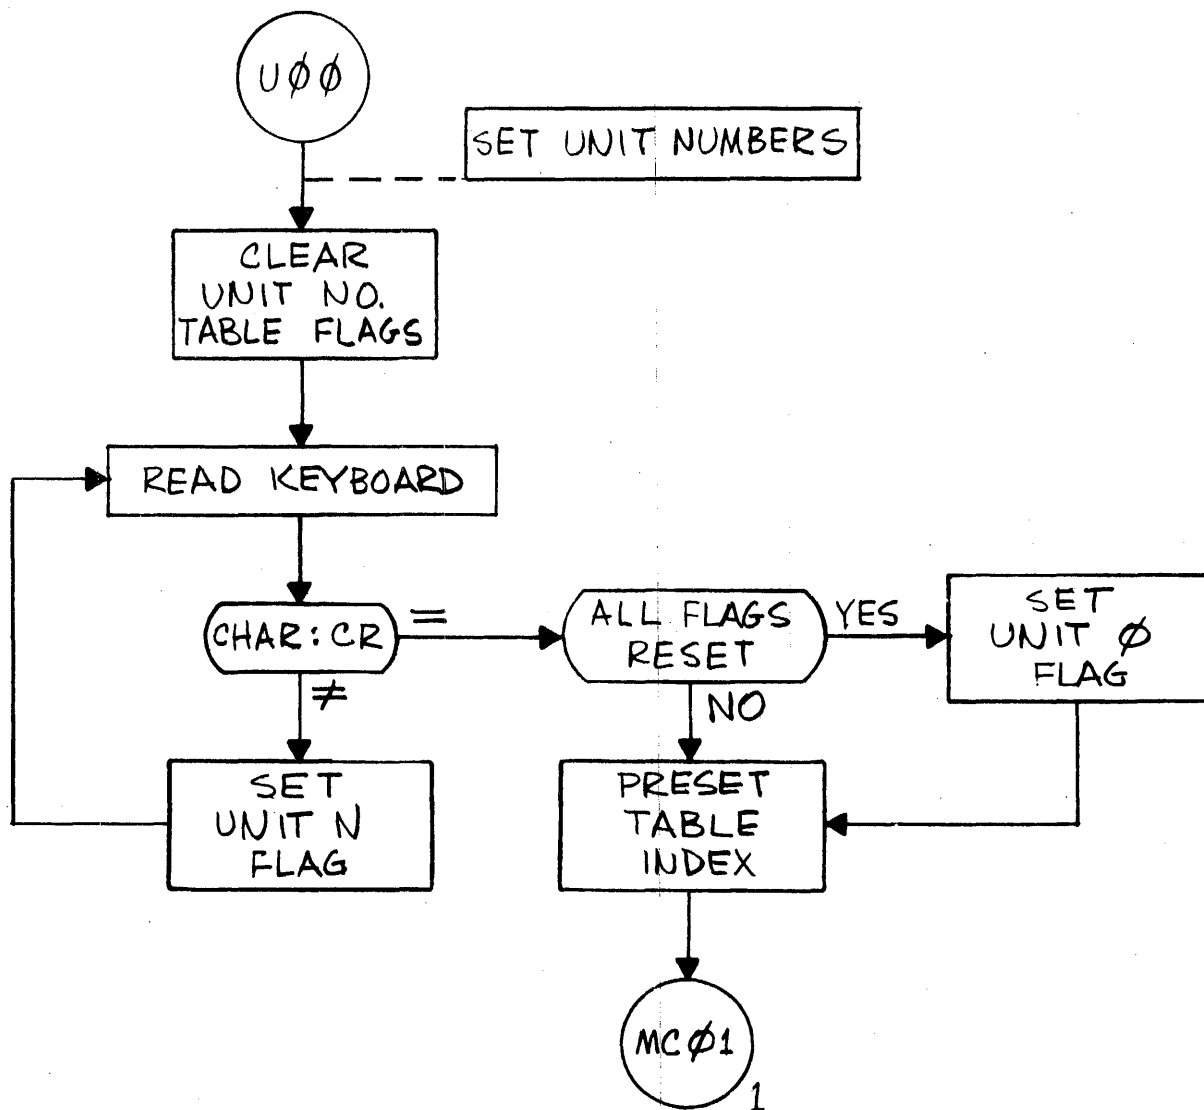 UØØ
SET UNIT NUMBERS
CLEAR
UNIT NO.
TABLE FLAGS
READ KEYBOARD
CHAR: CR
=
ALL FLAGS
RESET
YES
SET
UNIT Ø
FLAG
≠
NO
SET
UNIT N
FLAG
PRESET
TABLE
INDEX
MCØ1
1